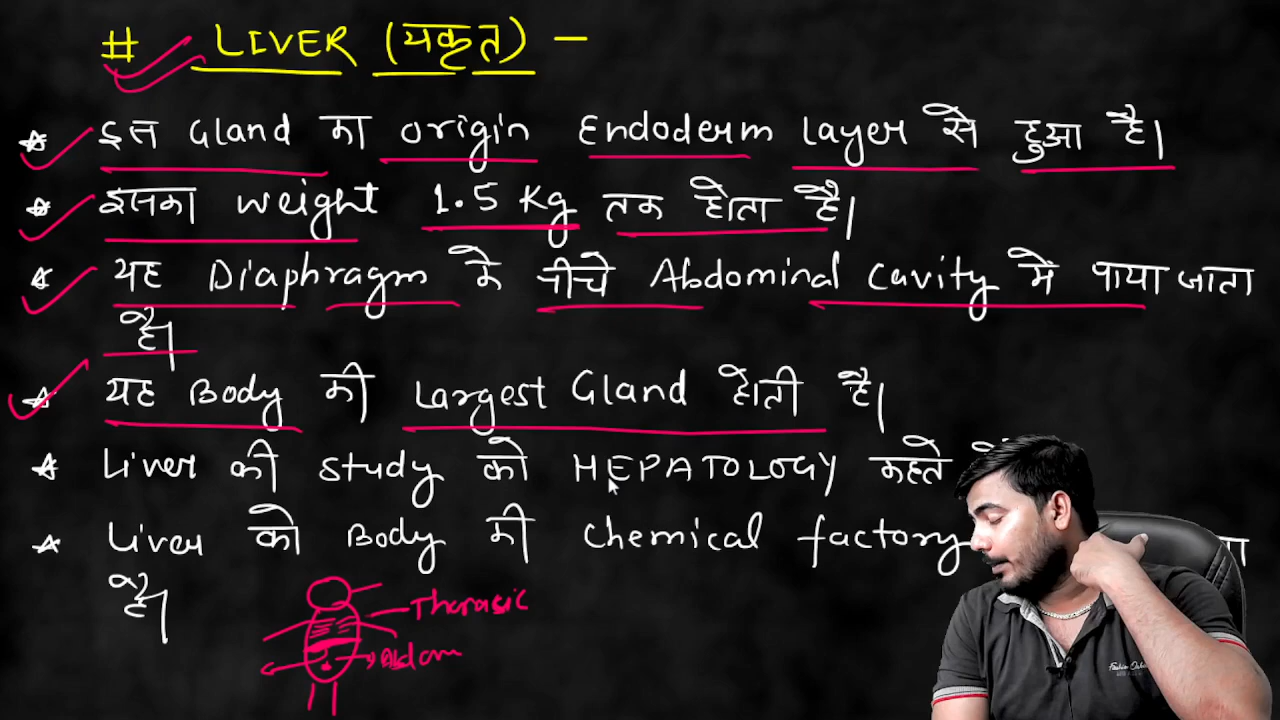 # LIVER (यकृत) –
* इस Gland का origin Endoderm Layer से हुआ है।
* इसका weight 1.5 Kg तक होता है।
* यह Diaphragm के नीचे Abdominal Cavity में पाया जाता
है।
* यह Body की Largest Gland होती है।
* Liver की study को HEPATOLOGY कहते
* Liver को Body की Chemical factory
है।
Thorasic
Abdom